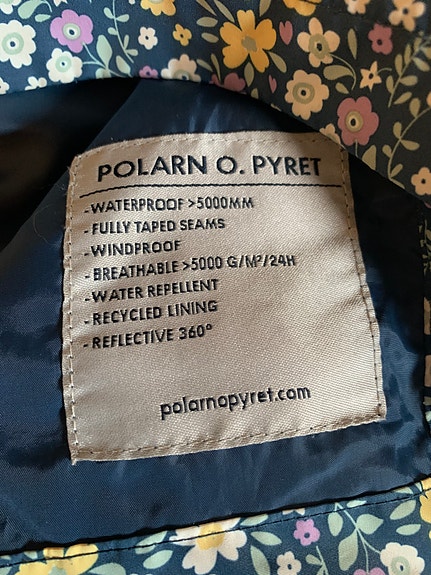 POLARN O. PYRET
-WATERPROOF >5000MM
-FULLY TAPED SEAMS
-WINDPROOF
-BREATHABLE >5000 G/M²/24H
-WATER REPELLENT
-RECYCLED LINING
-REFLECTIVE 360°
polarnopyret.com